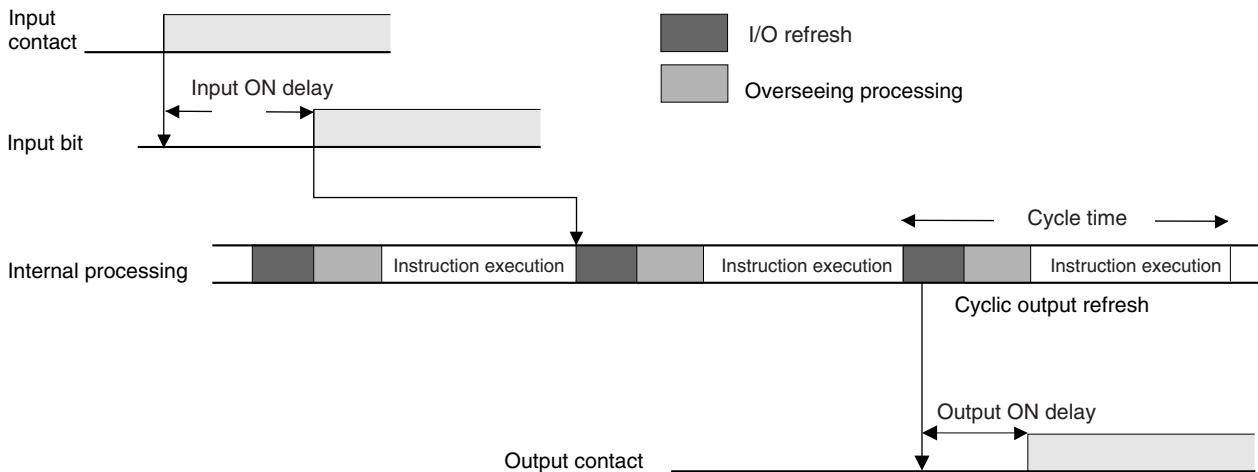 Input
contact
I/O refresh
Overseeing processing
Input ON delay
Input bit
Cycle time
Internal processing
Instruction execution
Instruction execution
Instruction execution
Cyclic output refresh
Output ON delay
Output contact